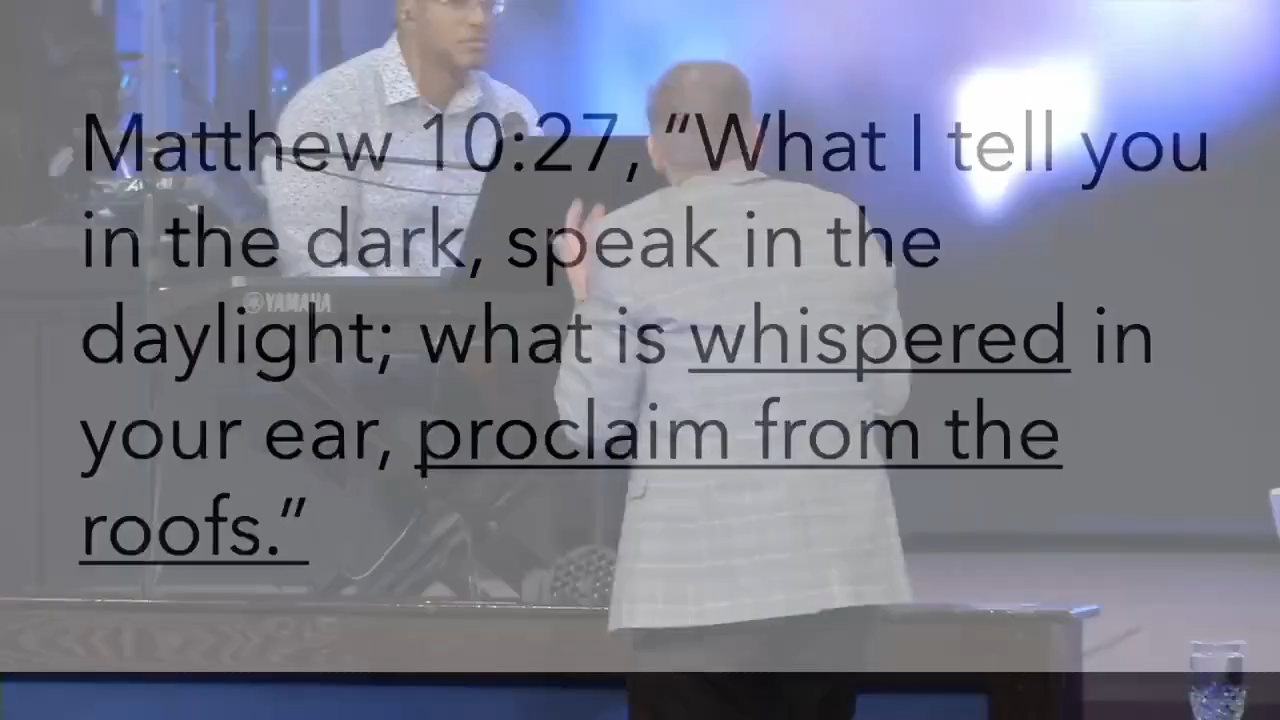 Matthew 10:27, “What I tell you
in the dark, speak in the
daylight; what is whispered in
your ear, proclaim from the
roofs.”
YAMAHA